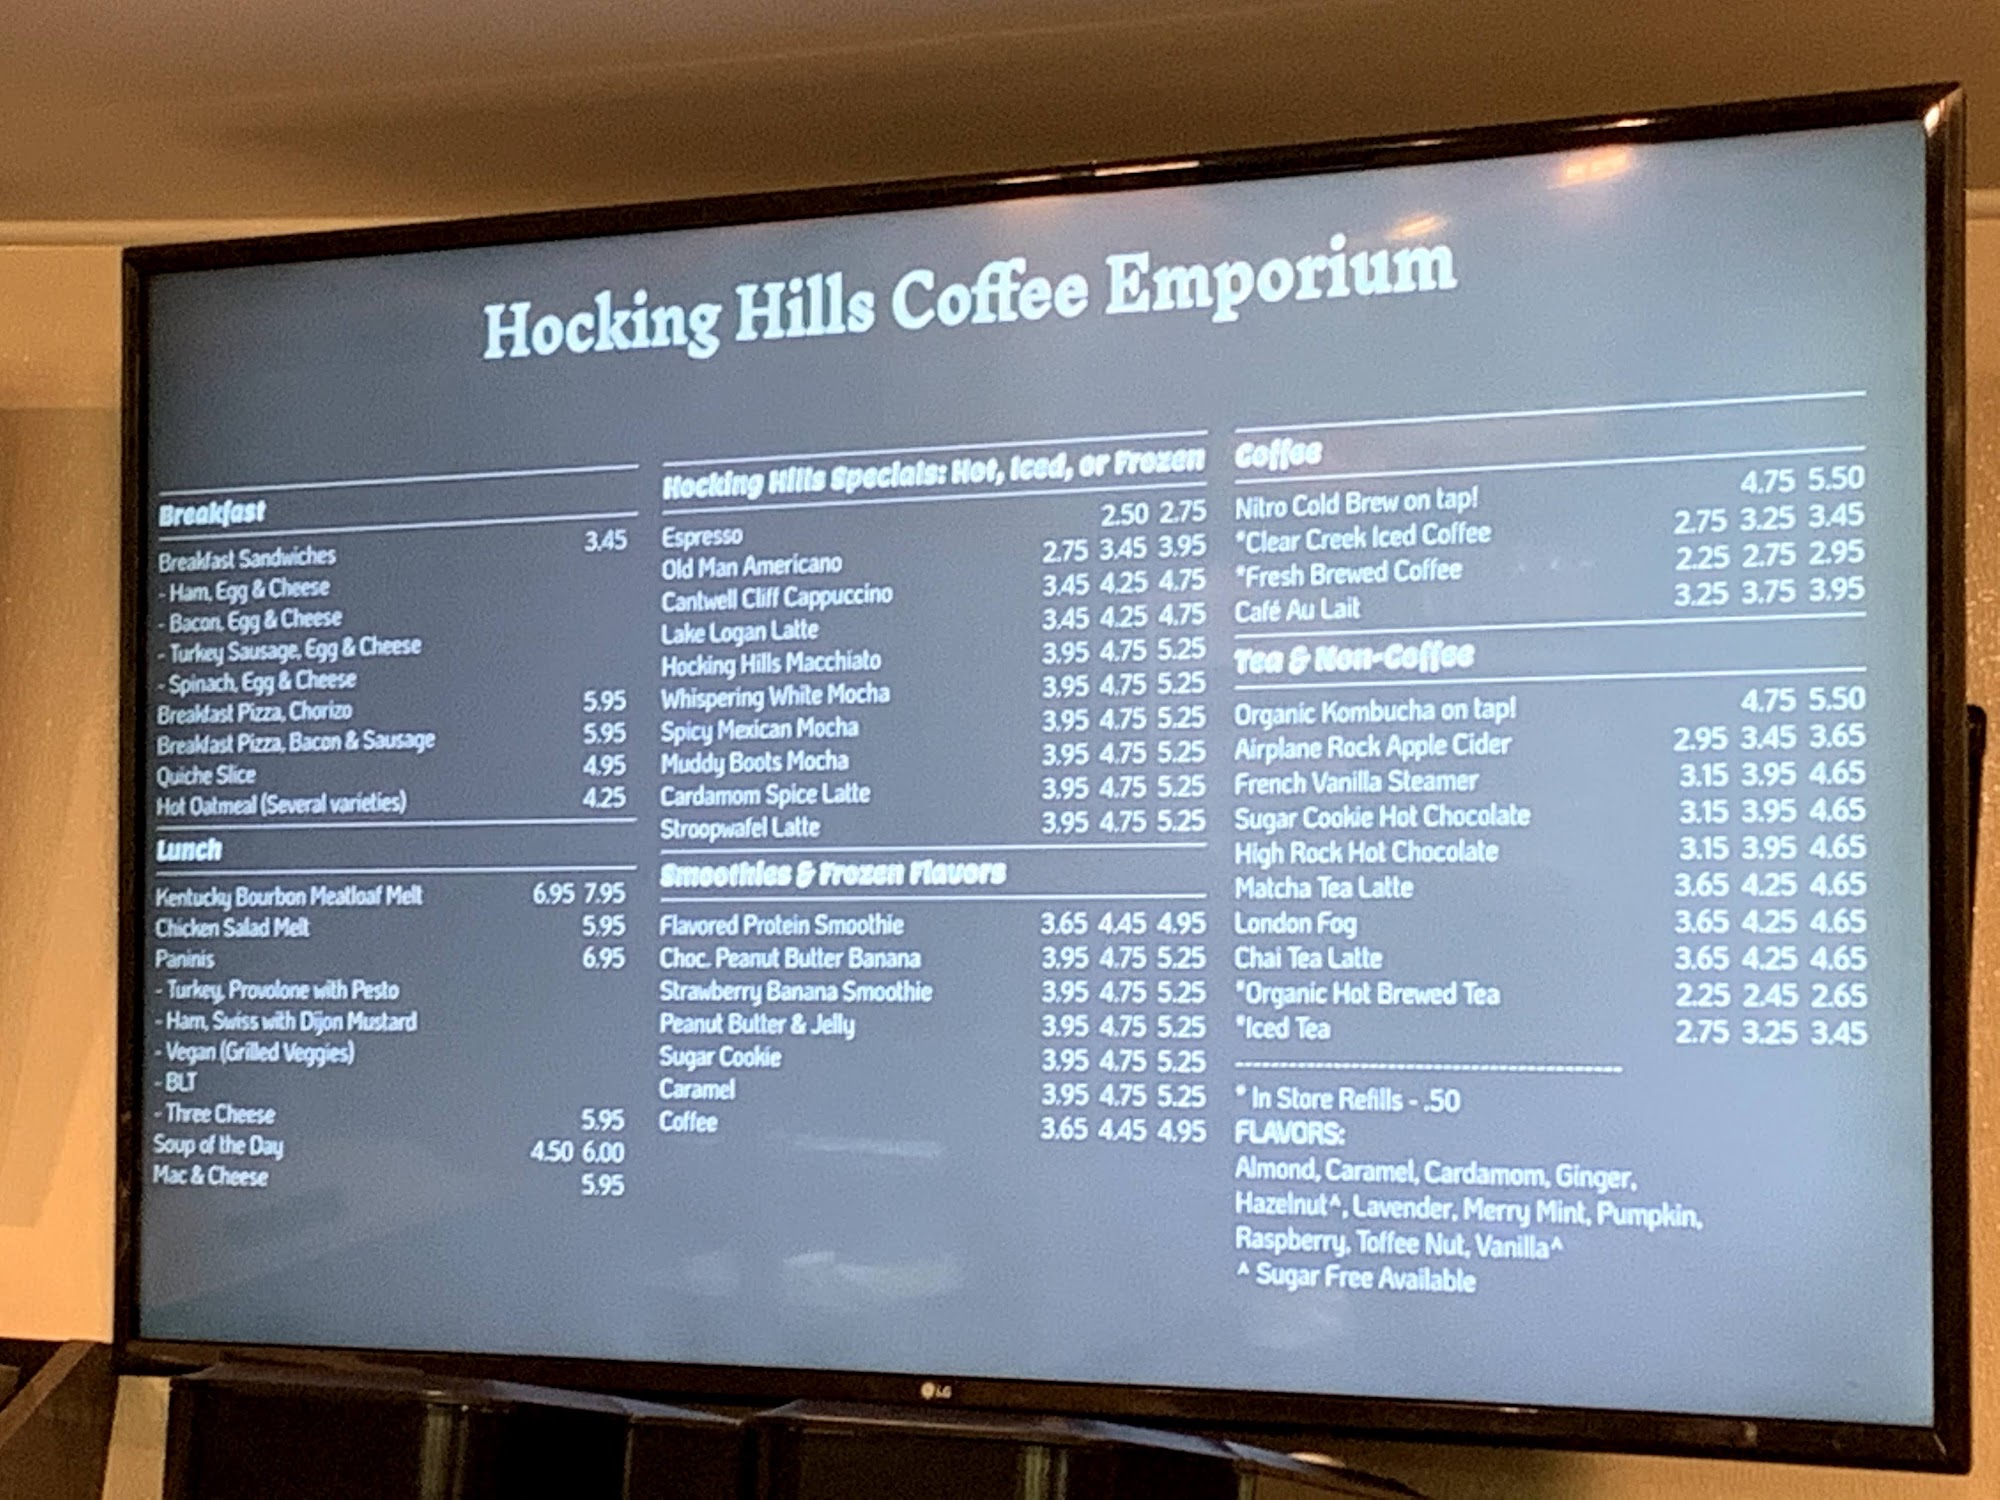 Hocking Hills Coffee Emporium
Breakfast
Breakfast Sandwiches 3.45
- Ham, Egg & Cheese
- Bacon, Egg & Cheese
- Turkey Sausage, Egg & Cheese
- Spinach, Egg & Cheese
Breakfast Pizza, Chorizo 5.95
Breakfast Pizza, Bacon & Sausage 5.95
Quiche Slice 4.95
Hot Oatmeal (Several varieties) 4.25
Lunch
Kentucky Bourbon Meatloaf Melt 6.95 7.95
Chicken Salad Melt 5.95
Paninis 6.95
- Turkey, Provolone with Pesto
- Ham, Swiss with Dijon Mustard
- Vegan (Grilled Veggies)
- BLT
- Three Cheese 5.95
Soup of the Day 4.50 6.00
Mac & Cheese 5.95
Hocking Hills Specials: Hot, Iced, or Frozen
Espresso 2.50 2.75
Old Man Americano 2.75 3.45 3.95
Cantwell Cliff Cappuccino 3.45 4.25 4.75
Lake Logan Latte 3.45 4.25 4.75
Hocking Hills Macchiato 3.95 4.75 5.25
Whispering White Mocha 3.95 4.75 5.25
Spicy Mexican Mocha 3.95 4.75 5.25
Muddy Boots Mocha 3.95 4.75 5.25
Cardamom Spice Latte 3.95 4.75 5.25
Stroopwafel Latte 3.95 4.75 5.25
Smoothies & Frozen Flavors
Flavored Protein Smoothie 3.65 4.45 4.95
Choc. Peanut Butter Banana 3.95 4.75 5.25
Strawberry Banana Smoothie 3.95 4.75 5.25
Peanut Butter & Jelly 3.95 4.75 5.25
Sugar Cookie 3.95 4.75 5.25
Caramel 3.95 4.75 5.25
Coffee 3.65 4.45 4.95
Coffee
Nitro Cold Brew on tap! 4.75 5.50
*Clear Creek Iced Coffee 2.75 3.25 3.45
*Fresh Brewed Coffee 2.25 2.75 2.95
Café Au Lait 3.25 3.75 3.95
Tea & Non-Coffee
Organic Kombucha on tap! 4.75 5.50
Airplane Rock Apple Cider 2.95 3.45 3.65
French Vanilla Steamer 3.15 3.95 4.65
Sugar Cookie Hot Chocolate 3.15 3.95 4.65
High Rock Hot Chocolate 3.15 3.95 4.65
Matcha Tea Latte 3.65 4.25 4.65
London Fog 3.65 4.25 4.65
Chai Tea Latte 3.65 4.25 4.65
*Organic Hot Brewed Tea 2.25 2.45 2.65
*Iced Tea 2.75 3.25 3.45
* In Store Refills - .50
FLAVORS:
Almond, Caramel, Cardamom, Ginger,
Hazelnut^, Lavender, Merry Mint, Pumpkin,
Raspberry, Toffee Nut, Vanilla^
^ Sugar Free Available
LG